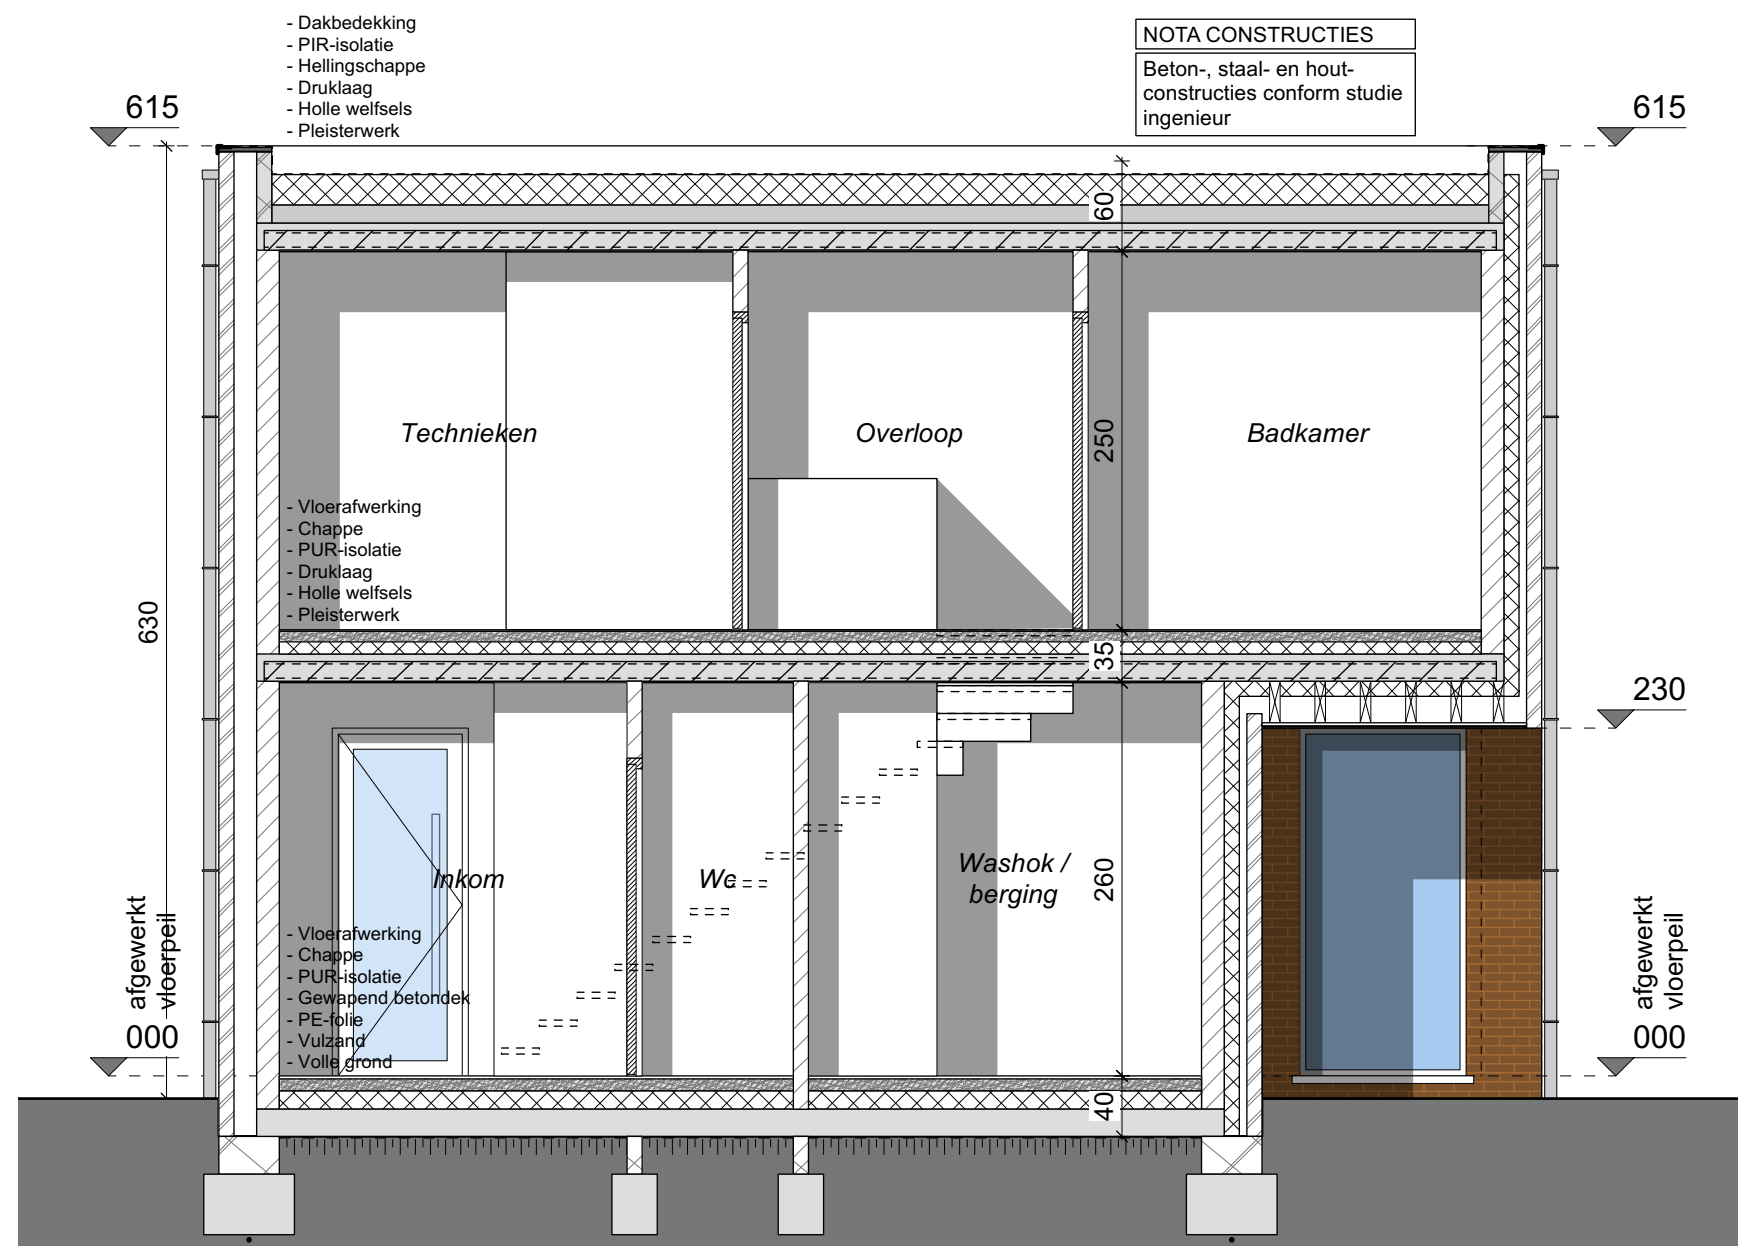 - Dakbedekking
- PIR-isolatie
- Hellingschappe
- Druklaag
- Holle welfsels
- Pleisterwerk
NOTA CONSTRUCTIES
Beton-, staal- en hout-
constructies conform studie
ingenieur
615
615
60
Technieken
Overloop
250
Badkamer
- Vloerafwerking
- Chappe
- PUR-isolatie
- Druklaag
- Holle welfsels
- Pleisterwerk
630
35
230
Inkom
Wc
Washok /
berging
260
- Vloerafwerking
- Chappe
- PUR-isolatie
- Gewapend betondek
- PE-folie
- Vulzand
- Volle grond
afgewerkt
vloerpeil
000
afgewerkt
vloerpeil
000
40